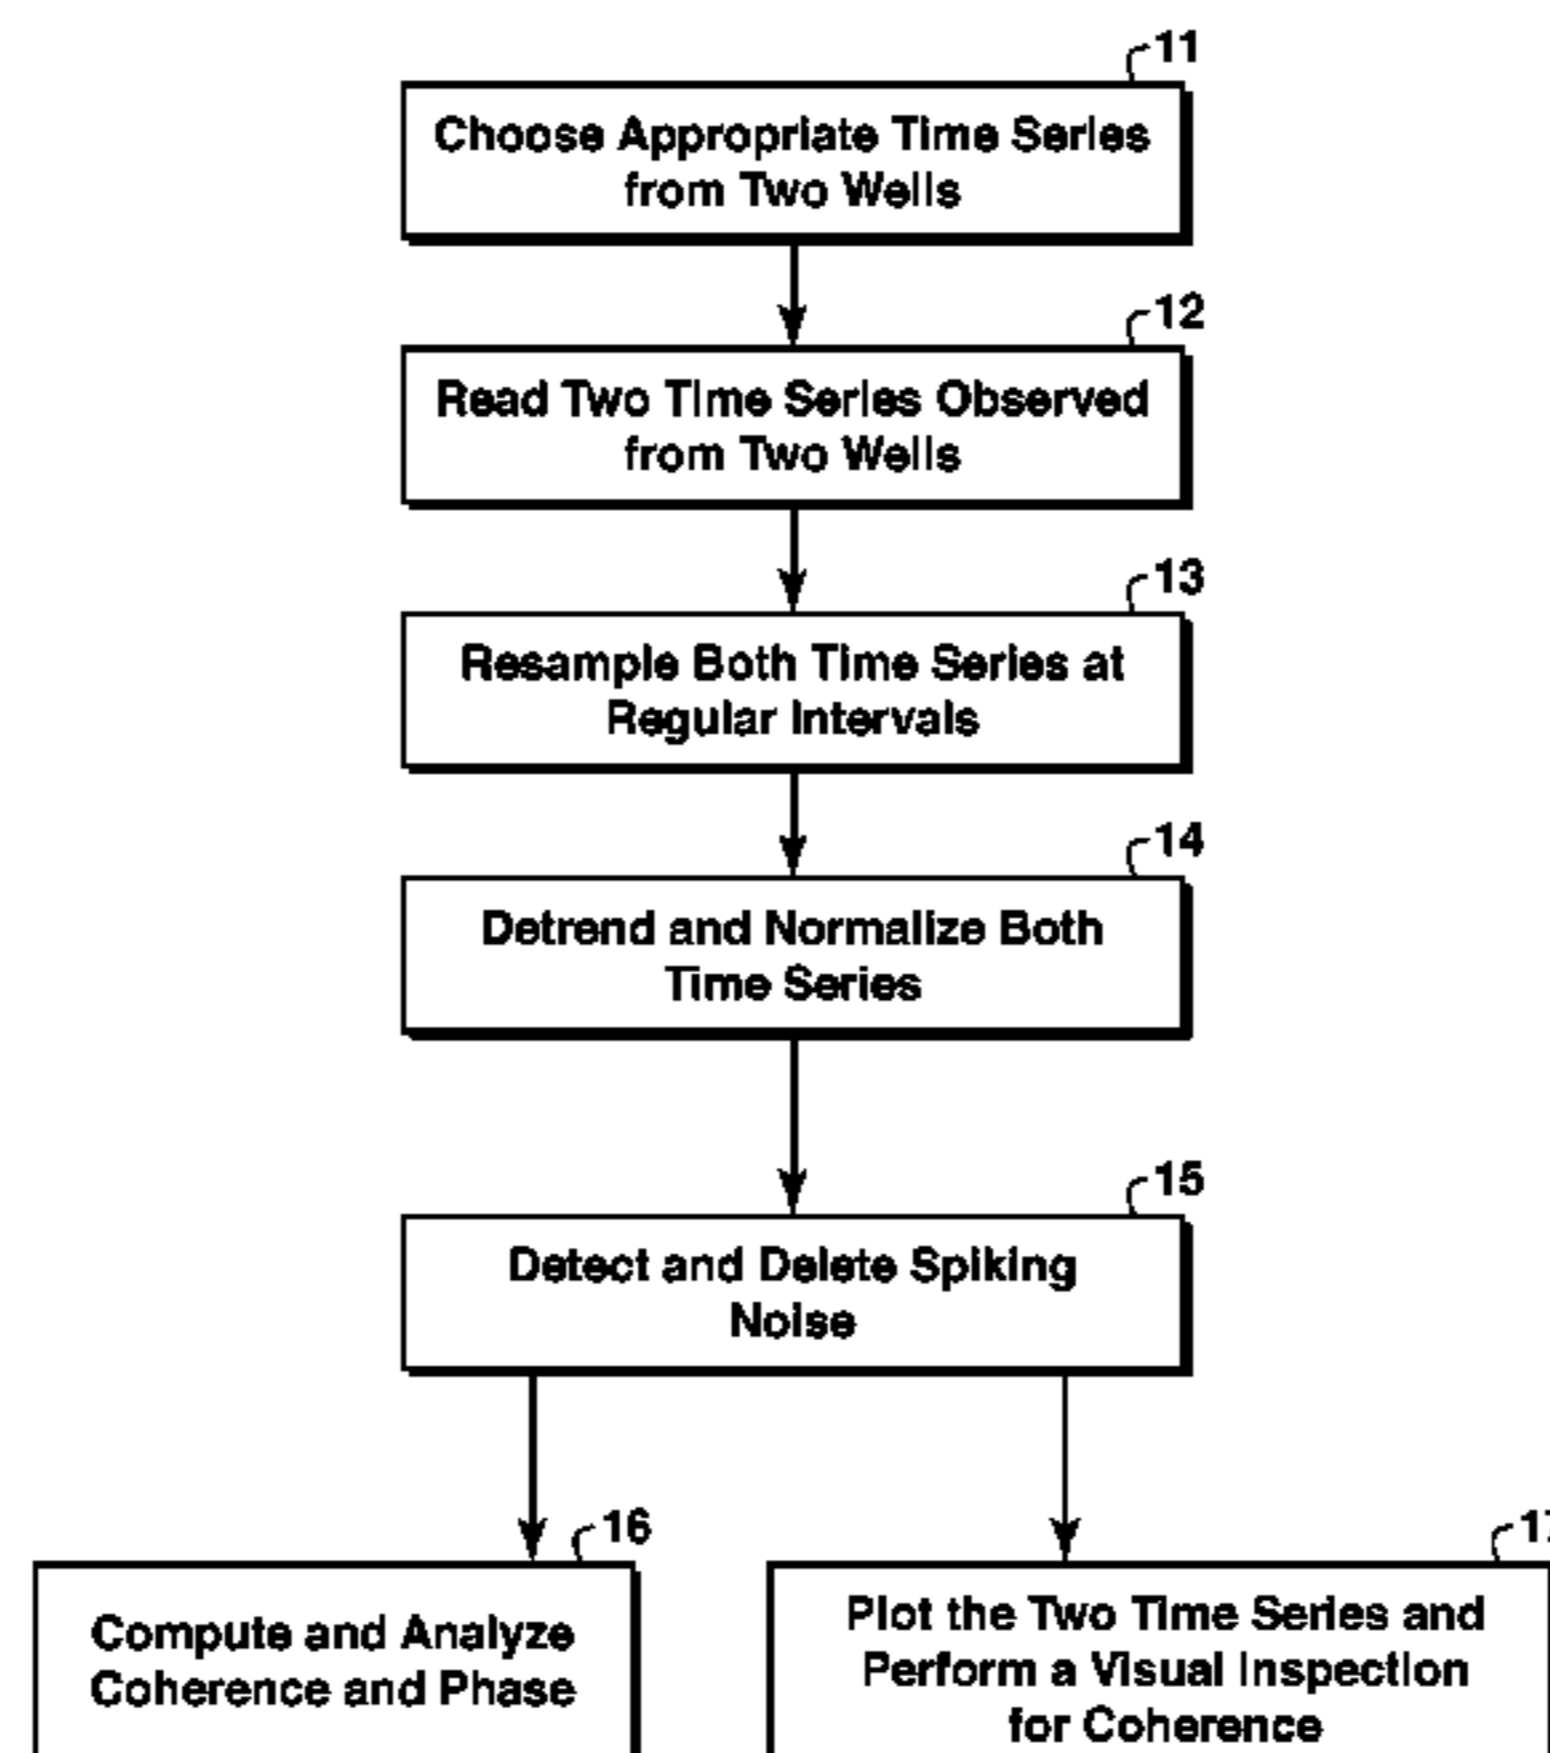 11
Choose Appropriate Time Series
from Two Wells
12
Read Two Time Series Observed
from Two Wells
13
Resample Both Time Series at
Regular Intervals
14
Detrend and Normalize Both
Time Series
15
Detect and Delete Spiking
Noise
16
Compute and Analyze
Coherence and Phase
17
Plot the Two Time Series and
Perform a Visual Inspection
for Coherence